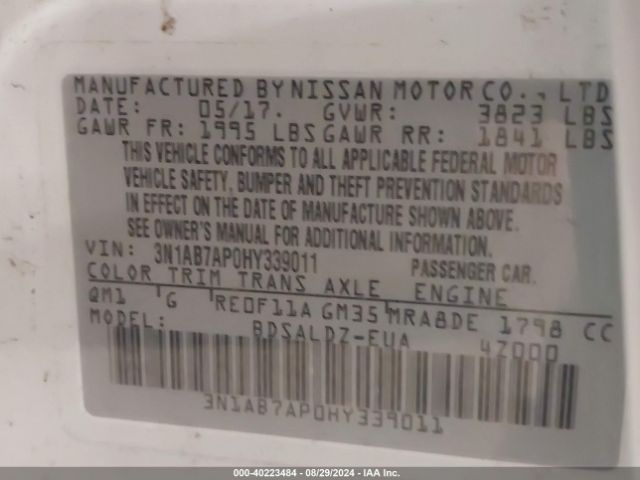 MANUFACTURED BY NISSAN MOTOR CO., LTD
DATE: 05/17. GVWR: 3823 LBS
GAWR FR: 1995 LBS GAWR RR: 1841 LBS
THIS VEHICLE CONFORMS TO ALL APPLICABLE FEDERAL MOTOR
VEHICLE SAFETY, BUMPER AND THEFT PREVENTION STANDARDS
IN EFFECT ON THE DATE OF MANUFACTURE SHOWN ABOVE.
SEE OWNER'S MANUAL FOR ADDITIONAL INFORMATION.
VIN: 3N1AB7AP0HY339011 PASSENGER CAR.
COLOR TRIM TRANS AXLE ENGINE
QM1 G RE0F11A GM35 MRA8DE 1798 CC
MODEL: BDSALDZ-EUA 4Z000
3N1AB7AP0HY339011
000-40223484 - 08/29/2024 - IAA Inc.